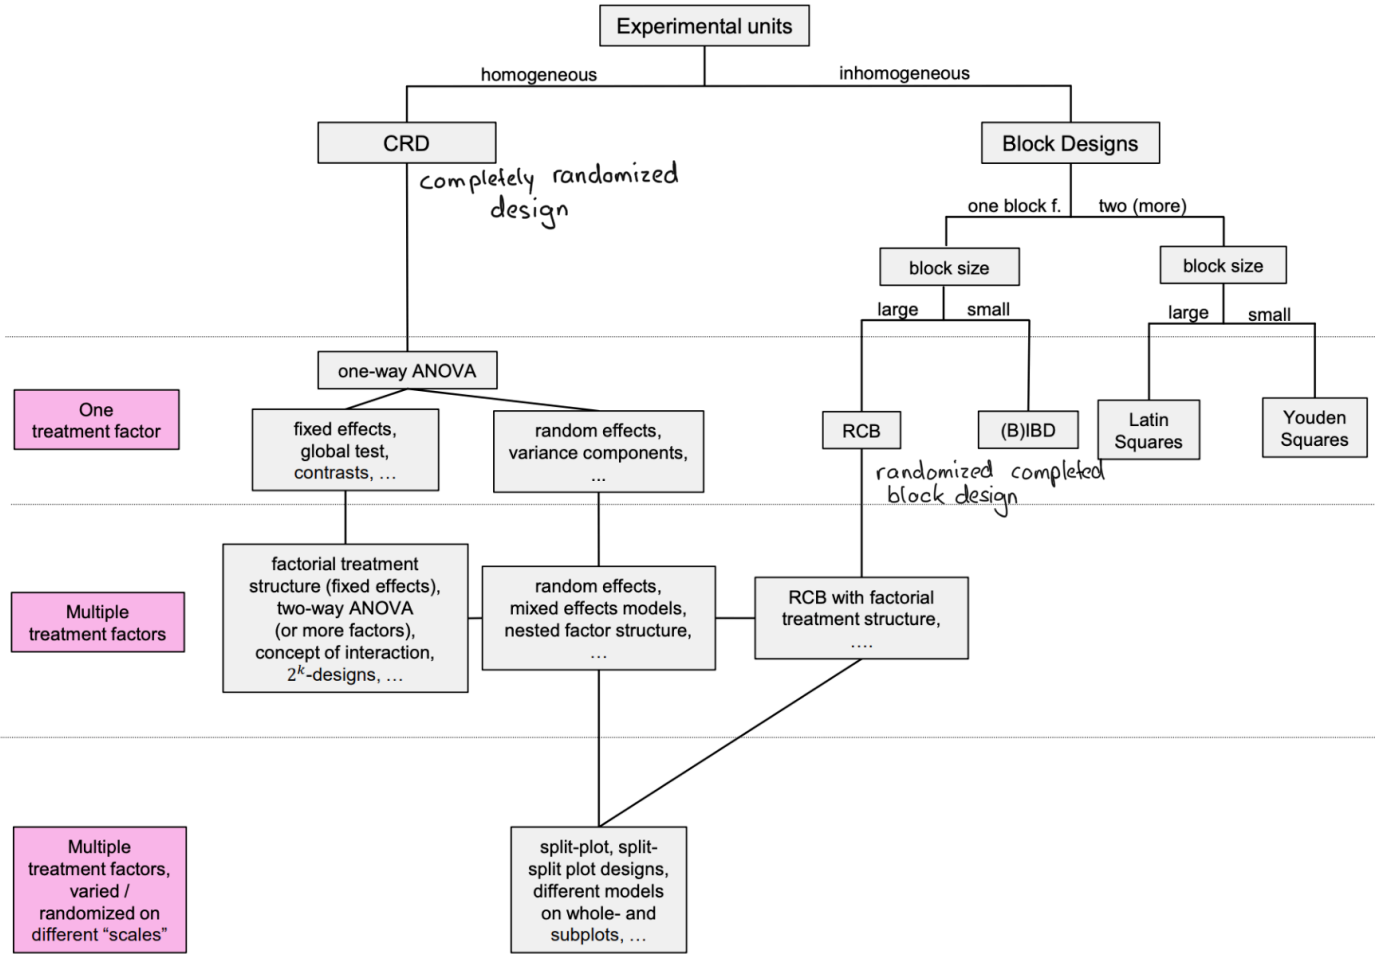 Experimental units
homogeneous
inhomogeneous
CRD
Block Designs
completely randomized
design
one block f.
two (more)
block size
block size
large
small
large
small
one-way ANOVA
One
treatment factor
fixed effects,
global test,
contrasts, …
random effects,
variance components,
...
RCB
(B)IBD
Latin
Squares
Youden
Squares
randomized completed
block design
Multiple
treatment factors
factorial treatment
structure (fixed effects),
two-way ANOVA
(or more factors),
concept of interaction,
2^k-designs, …
random effects,
mixed effects models,
nested factor structure,
…
RCB with factorial
treatment structure,
….
Multiple
treatment factors,
varied /
randomized on
different “scales”
split-plot, split-
split plot designs,
different models
on whole- and
subplots, …